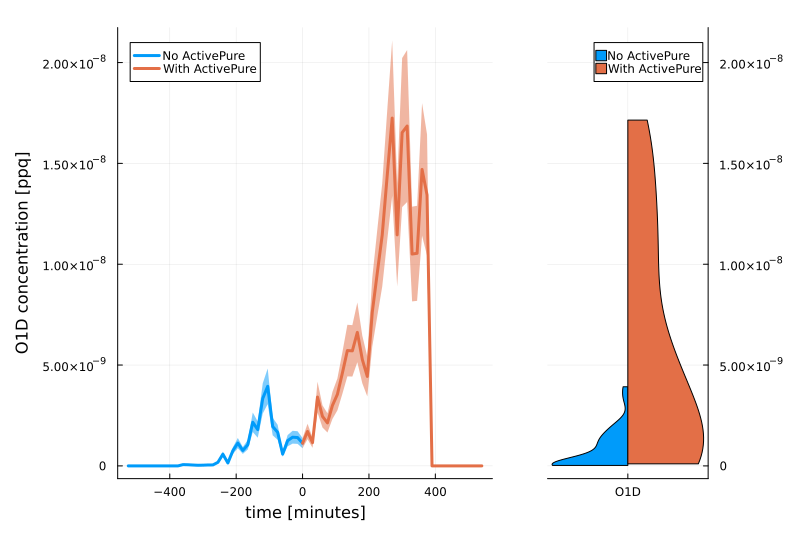 No ActivePure
With ActivePure
2.00×10⁻⁸
1.50×10⁻⁸
1.00×10⁻⁸
5.00×10⁻⁹
0
O1D concentration [ppq]
−400
−200
0
200
400
time [minutes]
No ActivePure
With ActivePure
2.00×10⁻⁸
1.50×10⁻⁸
1.00×10⁻⁸
5.00×10⁻⁹
0
O1D